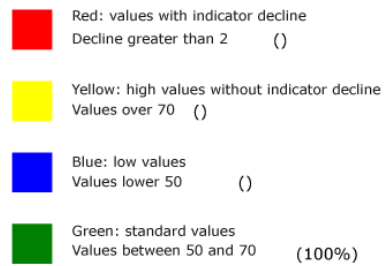 Red: values with indicator decline
Decline greater than 2 ()
Yellow: high values without indicator decline
Values over 70 ()
Blue: low values
Values lower 50 ()
Green: standard values
Values between 50 and 70 (100%)